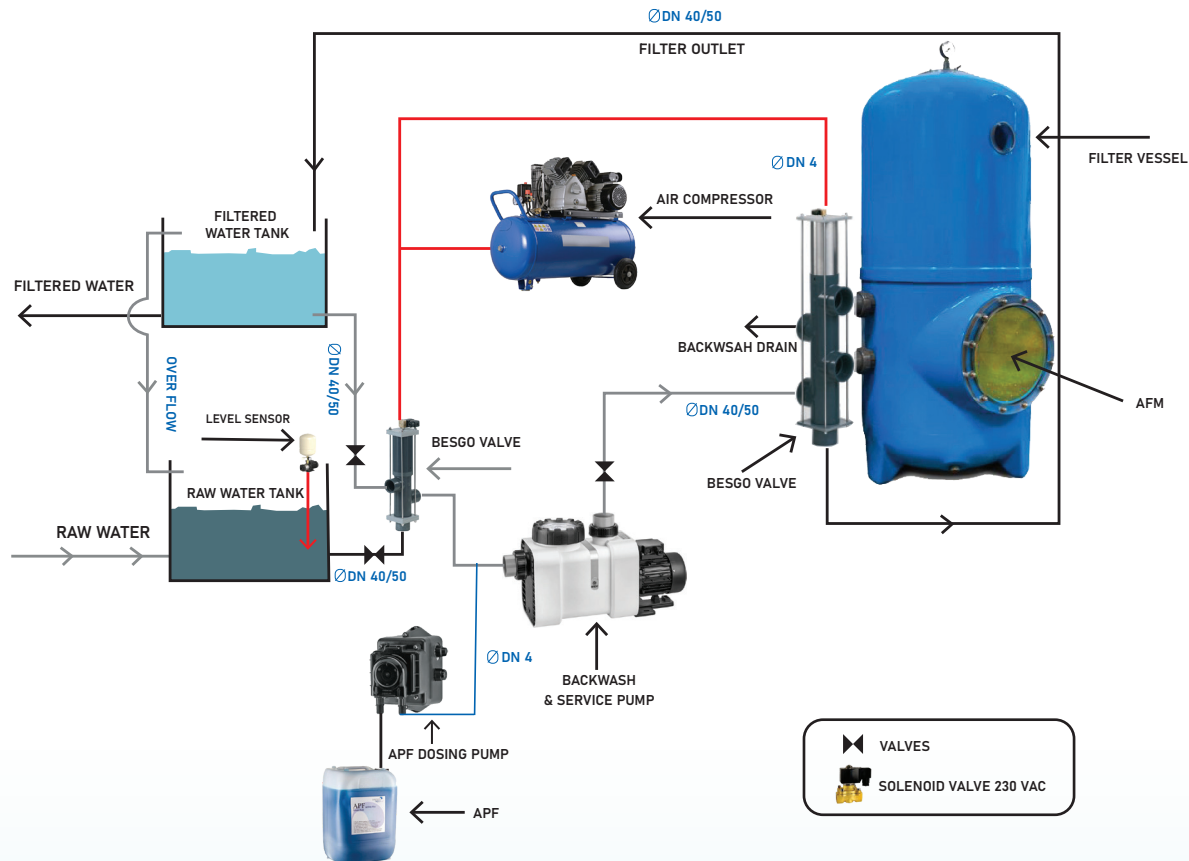 Ø DN 40/50
FILTER OUTLET
Ø DN 4
FILTER VESSEL
AIR COMPRESSOR
FILTERED
WATER TANK
FILTERED WATER
BACKWSAH DRAIN
Ø DN 40/50
OVER FLOW
Ø DN 40/50
AFM
LEVEL SENSOR
BESGO VALVE
BESGO VALVE
RAW WATER TANK
RAW WATER
Ø DN 40/50
Ø DN 4
BACKWASH
& SERVICE PUMP
APF DOSING PUMP
APF
APF
VALVES
SOLENOID VALVE 230 VAC